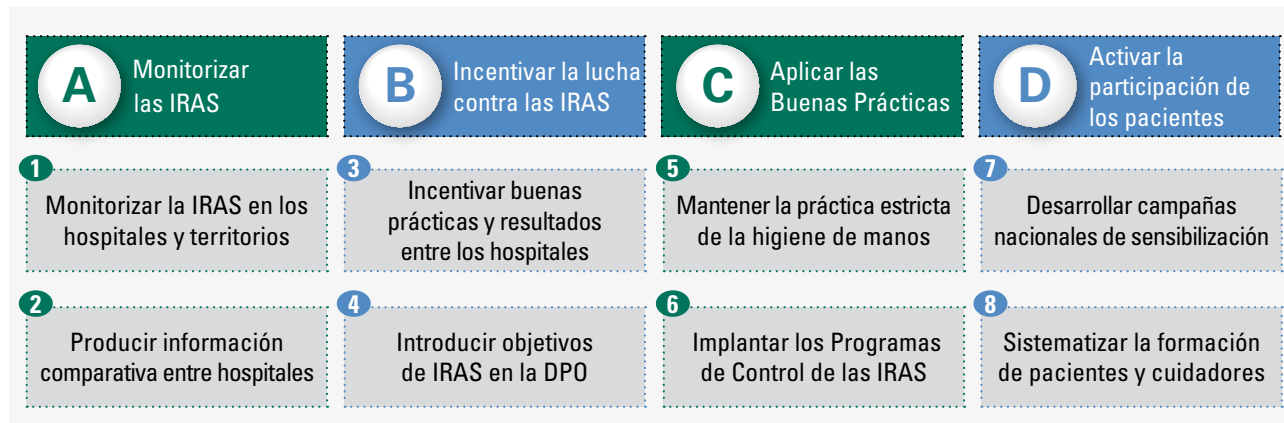 A
Monitorizar
las IRAS
B
Incentivar la lucha
contra las IRAS
C
Aplicar las
Buenas Prácticas
D
Activar la
participación de
los pacientes
1
Monitorizar la IRAS en los
hospitales y territorios
3
Incentivar buenas
prácticas y resultados
entre los hospitales
5
Mantener la práctica estricta
de la higiene de manos
7
Desarrollar campañas
nacionales de sensibilización
2
Producir información
comparativa entre hospitales
4
Introducir objetivos
de IRAS en la DPO
6
Implantar los Programas
de Control de las IRAS
8
Sistematizar la formación
de pacientes y cuidadores